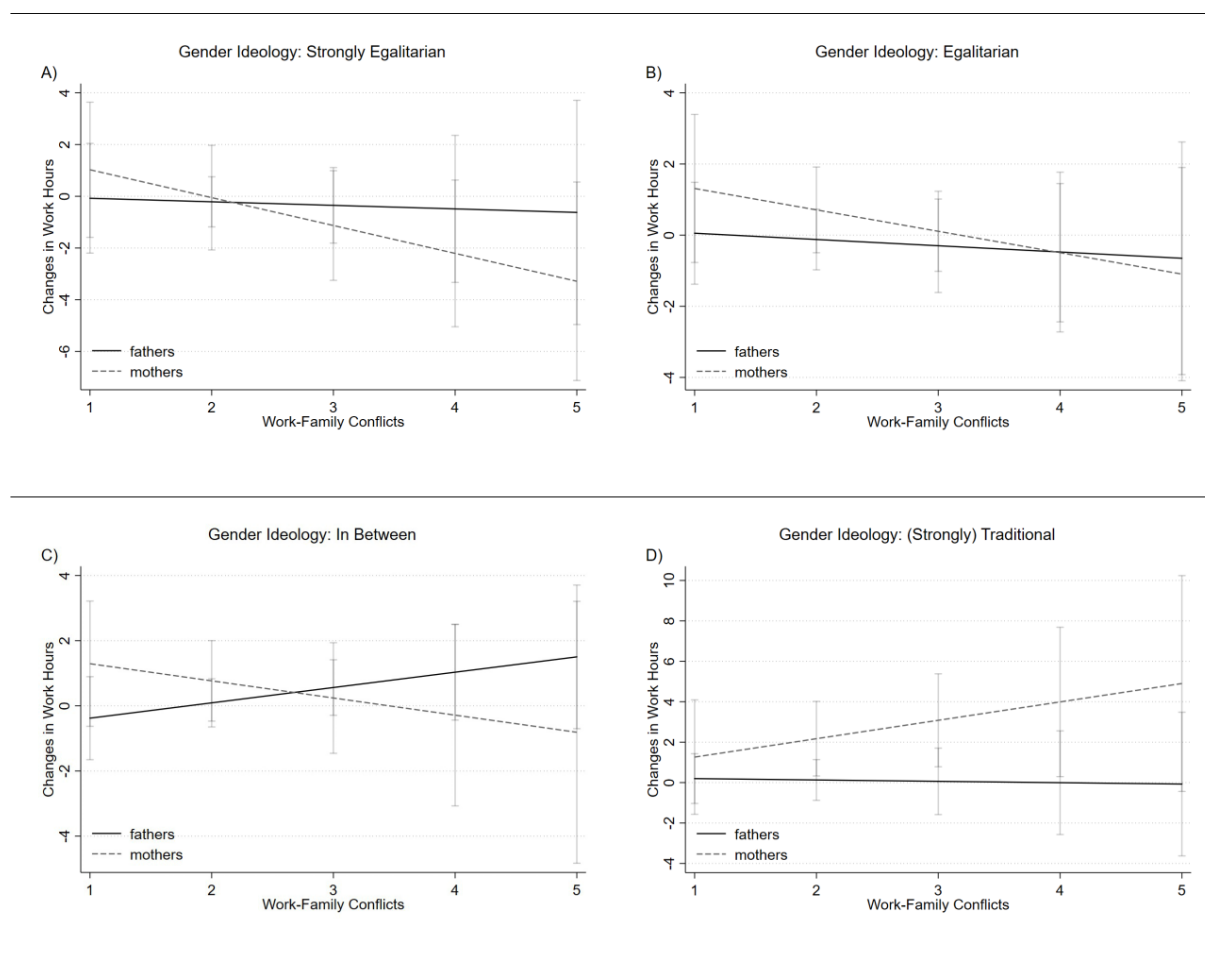 Gender Ideology: Strongly Egalitarian
A)
4
2
0
-2
-4
-6
Changes in Work Hours
fathers
mothers
1 2 3 4 5
Work-Family Conflicts
Gender Ideology: Egalitarian
B)
4
2
0
-2
-4
Changes in Work Hours
fathers
mothers
1 2 3 4 5
Work-Family Conflicts
Gender Ideology: In Between
C)
4
2
0
-2
-4
Changes in Work Hours
fathers
mothers
1 2 3 4 5
Work-Family Conflicts
Gender Ideology: (Strongly) Traditional
D)
10
8
6
4
2
0
-2
-4
Changes in Work Hours
fathers
mothers
1 2 3 4 5
Work-Family Conflicts